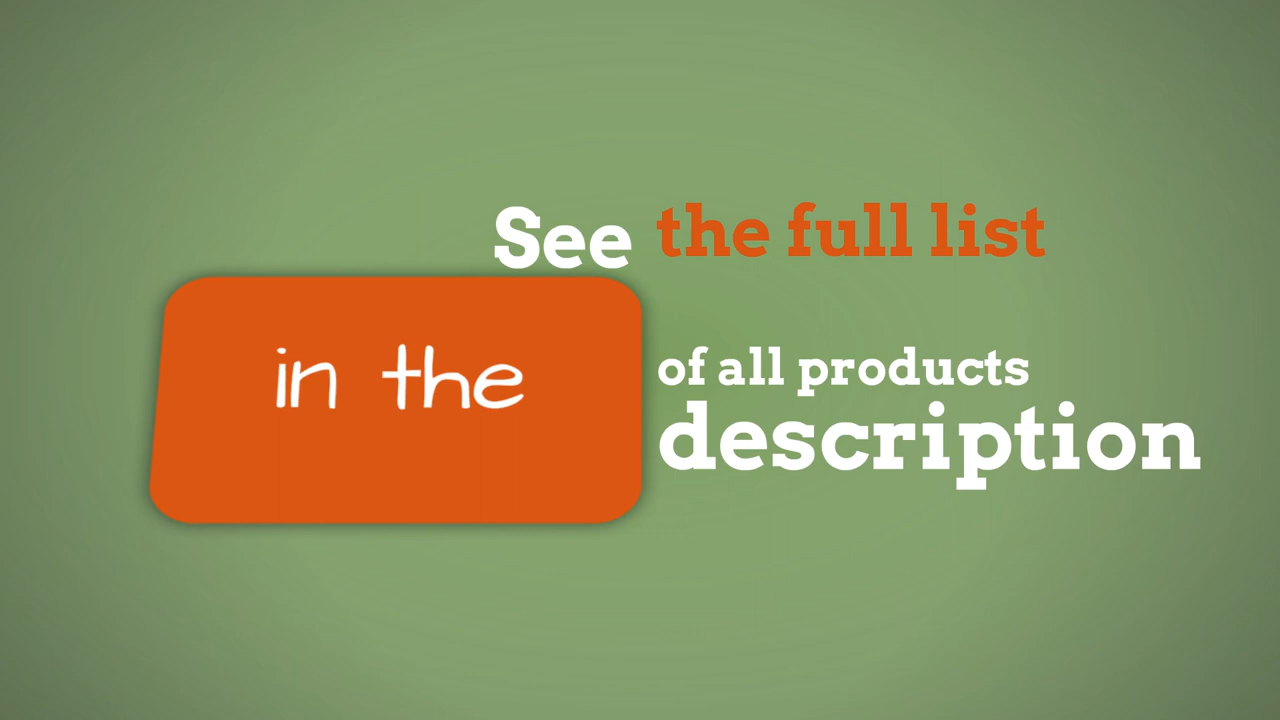 See the full list
of all products
in the
description